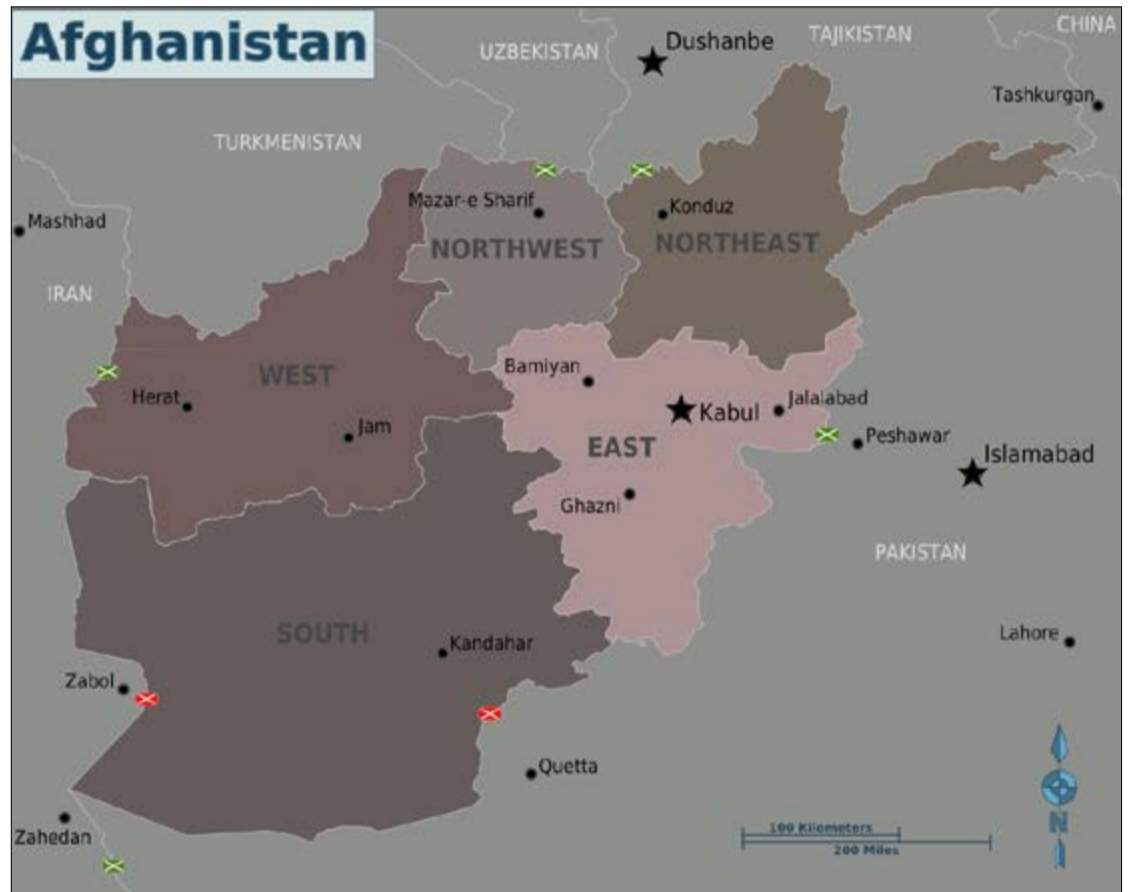 Afghanistan
CHINA
Dushanbe
TAJIKISTAN
UZBEKISTAN
Tashkurgan
TURKMENISTAN
Mazar-e Sharif
Konduz
Mashhad
NORTHWEST
NORTHEAST
IRAN
Bamiyan
WEST
Herat
Jalalabad
Kabul
Jam
Peshawar
EAST
Islamabad
Ghazni
PAKISTAN
SOUTH
Kandahar
Lahore
Zabol
Quetta
N
100 Kilometers
Zahedan
200 Miles